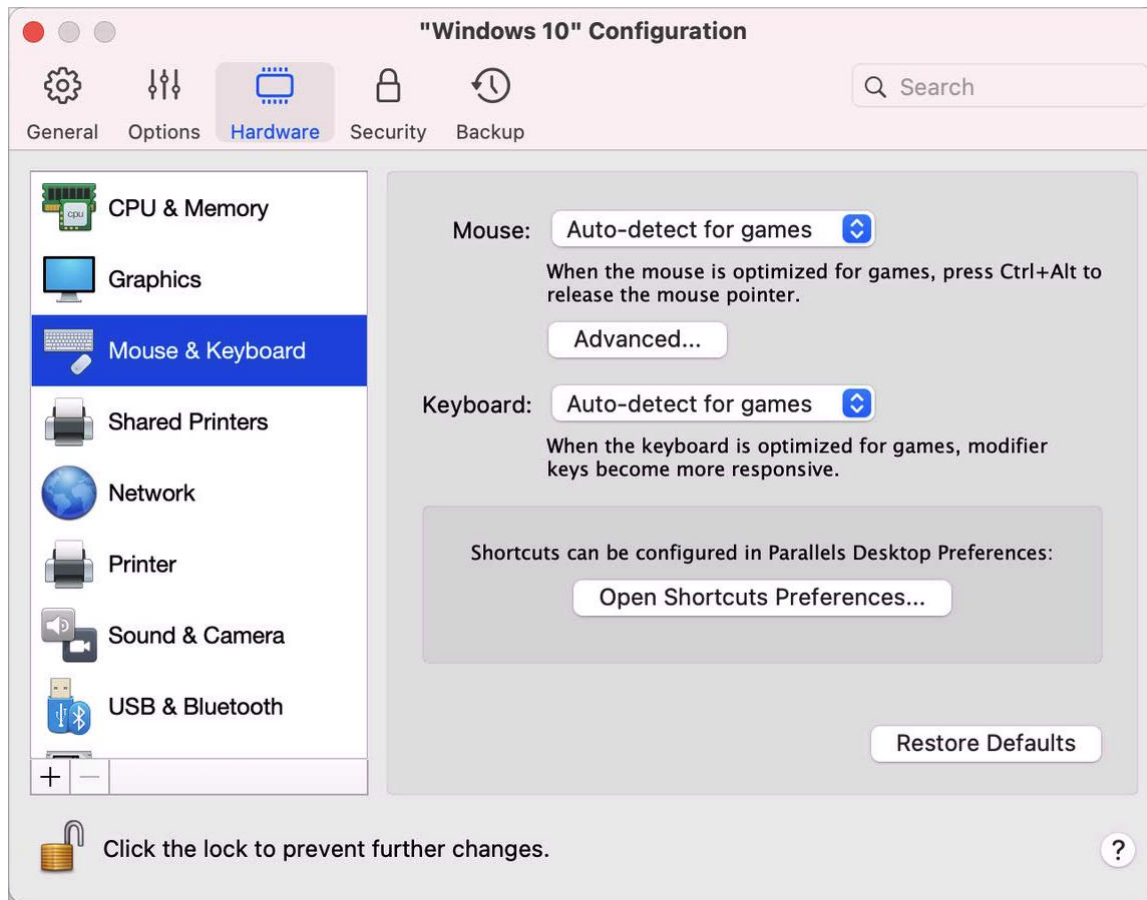 "Windows 10" Configuration
General Options Hardware Security Backup
Search
CPU & Memory
Graphics
Mouse & Keyboard
Shared Printers
Network
Printer
Sound & Camera
USB & Bluetooth
Mouse: Auto-detect for games
When the mouse is optimized for games, press Ctrl+Alt to
release the mouse pointer.
Advanced...
Keyboard: Auto-detect for games
When the keyboard is optimized for games, modifier
keys become more responsive.
Shortcuts can be configured in Parallels Desktop Preferences:
Open Shortcuts Preferences...
Restore Defaults
Click the lock to prevent further changes.
?